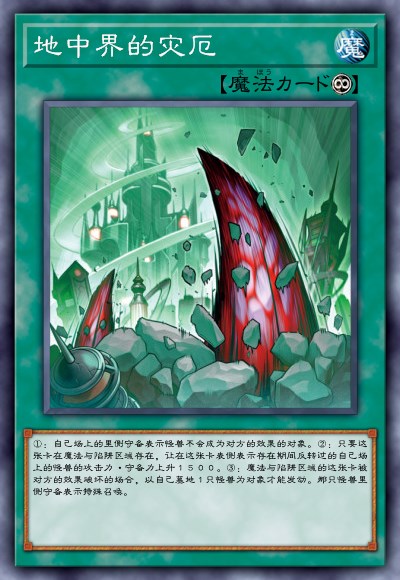 地中界的灾厄
魔
【魔法カード】
まほう
①：自己场上的里侧守备表示怪兽不会成为对方的效果的对象。②：只要这
张卡在魔法与陷阱区域存在，让在这张卡表侧表示存在期间反转过的自己场
上的怪兽的攻击力·守备力上升１５００。③：魔法与陷阱区域的这张卡被
对方的效果破坏的场合，以自己墓地１只怪兽为对象才能发动。那只怪兽里
侧守备表示特殊召唤。